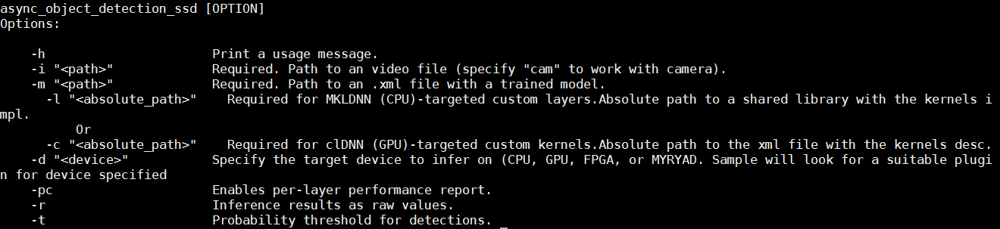 async_object_detection_ssd [OPTION]
Options:
-h Print a usage message.
-i "<path>" Required. Path to an video file (specify "cam" to work with camera).
-m "<path>" Required. Path to an .xml file with a trained model.
-l "<absolute_path>" Required for MKLDNN (CPU)-targeted custom layers.Absolute path to a shared library with the kernels i
mpl.
Or
-c "<absolute_path>" Required for clDNN (GPU)-targeted custom kernels.Absolute path to the xml file with the kernels desc.
-d "<device>" Specify the target device to infer on (CPU, GPU, FPGA, or MYRYAD. Sample will look for a suitable plugi
n for device specified
-pc Enables per-layer performance report.
-r Inference results as raw values.
-t Probability threshold for detections.